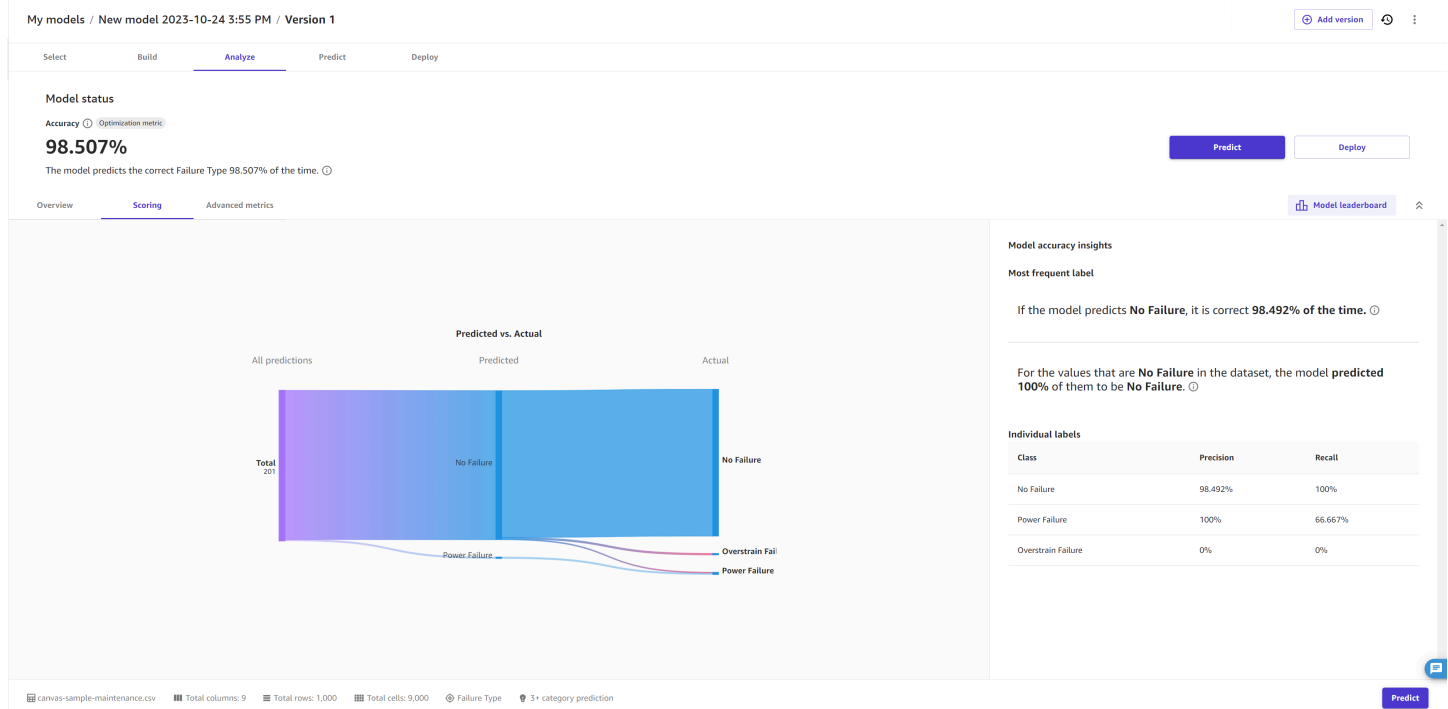 My models / New model 2023-10-24 3:55 PM / Version 1
Add version
Select
Build
Analyze
Predict
Deploy
Model status
Accuracy
Optimization metric
98.507%
The model predicts the correct Failure Type 98.507% of the time.
Predict
Deploy
Overview
Scoring
Advanced metrics
Model leaderboard
Predicted vs. Actual
All predictions
Predicted
Actual
Total
201
No Failure
Power Failure
No Failure
Overstrain Fai
Power Failure
Model accuracy insights
Most frequent label
If the model predicts No Failure, it is correct 98.492% of the time.
For the values that are No Failure in the dataset, the model predicted
100% of them to be No Failure.
Individual labels
Class Precision Recall
No Failure 98.492% 100%
Power Failure 100% 66.667%
Overstrain Failure 0% 0%
canvas-sample-maintenance.csv
Total columns: 9
Total rows: 1,000
Total cells: 9,000
Failure Type
3+ category prediction
Predict